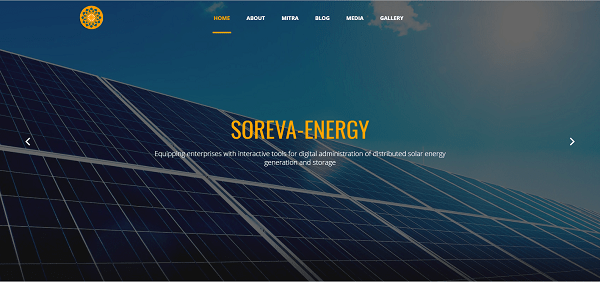 HOME ABOUT MITRA BLOG MEDIA GALLERY
SOREVA-ENERGY
Equipping enterprises with interactive tools for digital administration of distributed solar energy
generation and storage